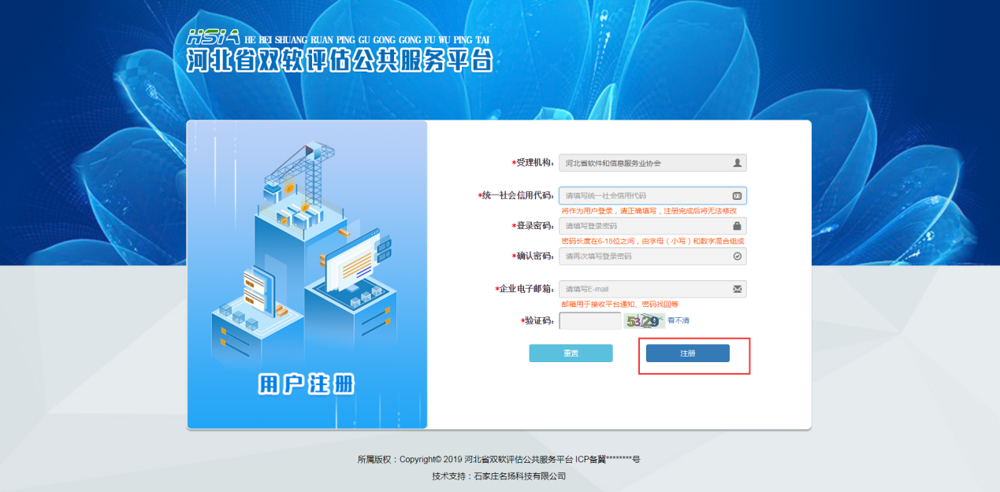 HSIA HE BEI SHUANG RUAN PING GU GONG GONG FU WU PING TAI
河北省双软评估公共服务平台
*受理机构：河北省软件和信息服务业协会
*统一社会信用代码：请填写统一社会信用代码
将作为用户登录，请正确填写，注册完成后将无法修改
*登录密码：请填写登录密码
密码长度在6-18位之间，由字母（小写）和数字混合组成
*确认密码：请再次填写登录密码
*企业电子邮箱：请填写E-mail
邮箱用于接收平台通知、密码找回等
*验证码：5329 看不清
重置 注册
用户注册
所属版权：Copyright© 2019 河北省双软评估公共服务平台 ICP备冀********号
技术支持：石家庄名扬科技有限公司